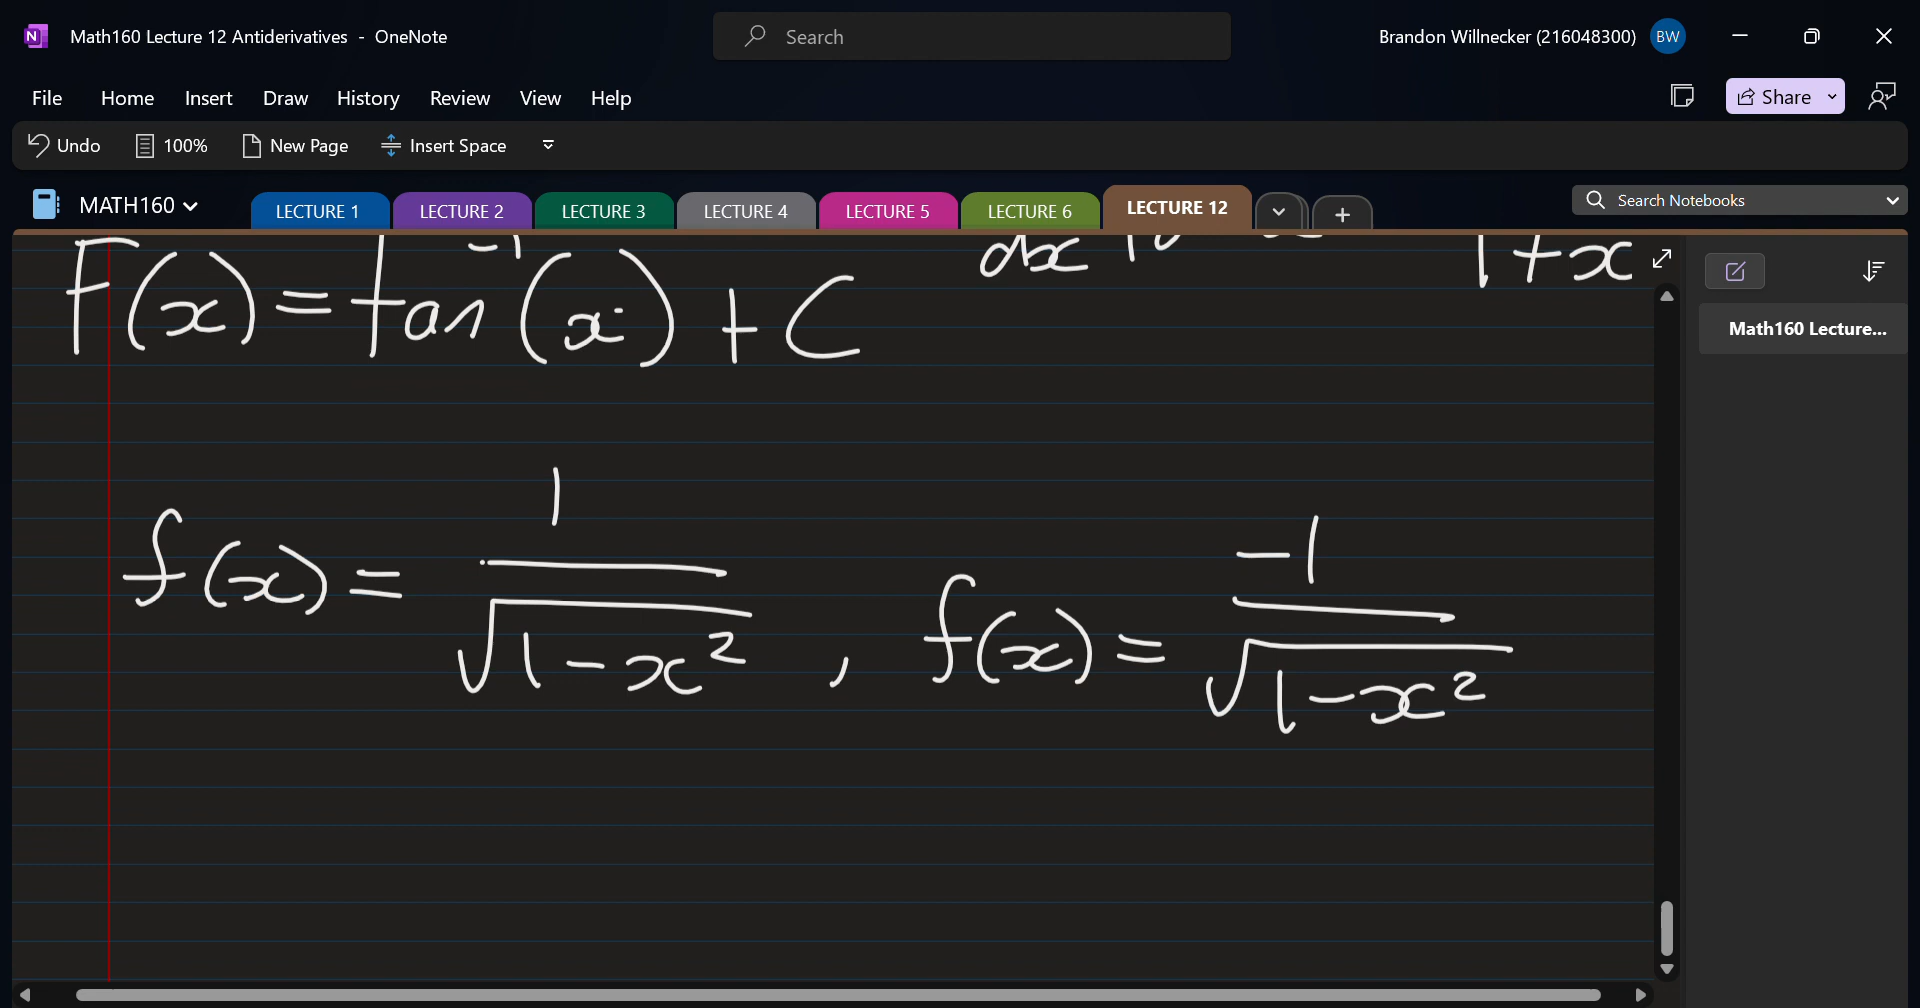 Math160 Lecture 12 Antiderivatives - OneNote
Search
Brandon Willnecker (216048300) BW
File Home Insert Draw History Review View Help
Share
Undo 100% New Page Insert Space
MATH160 LECTURE 1 LECTURE 2 LECTURE 3 LECTURE 4 LECTURE 5 LECTURE 6 LECTURE 12 +
Search Notebooks
Math160 Lecture...
F(x) = tan⁻¹(x) + C
dx
1+x
f(x) = 1/√(1-x²) , f(x) = -1/√(1-x²)